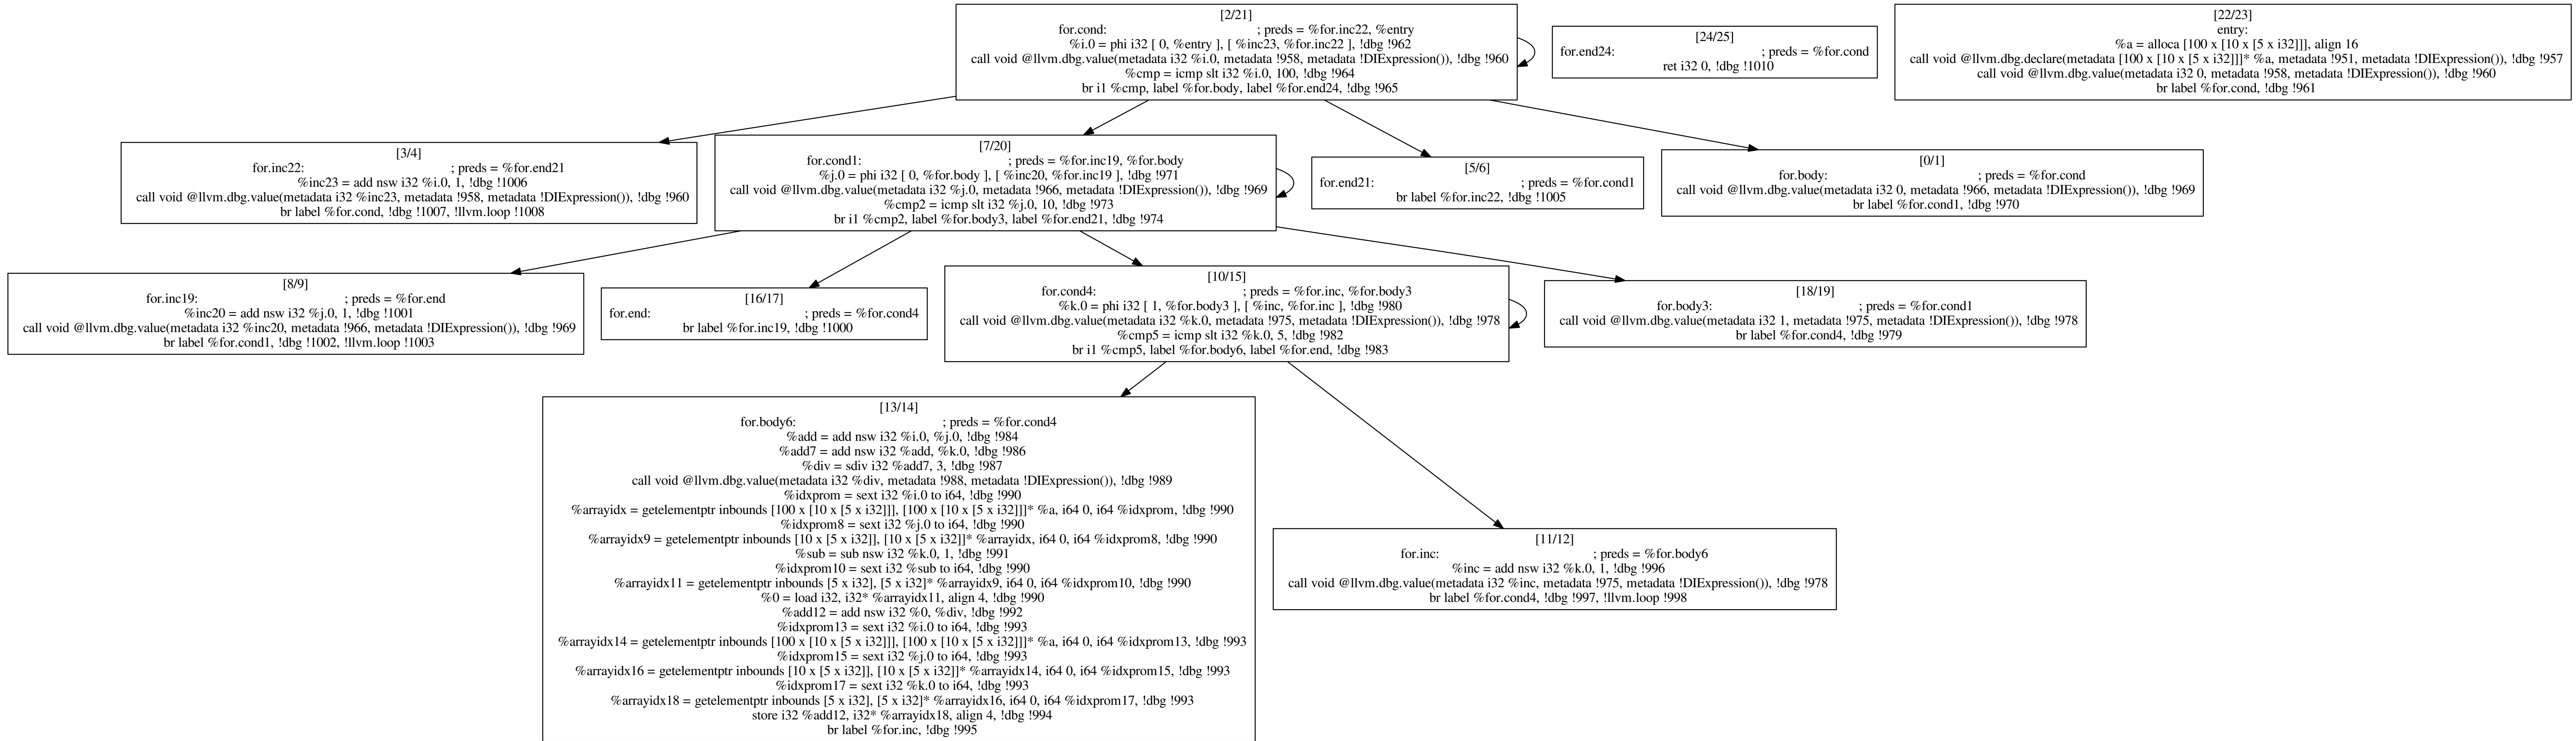 [2/21]
for.cond: ; preds = %for.inc22, %entry
%i.0 = phi i32 [ 0, %entry ], [ %inc23, %for.inc22 ], !dbg !962
call void @llvm.dbg.value(metadata i32 %i.0, metadata !958, metadata !DIExpression()), !dbg !960
%cmp = icmp slt i32 %i.0, 100, !dbg !964
br i1 %cmp, label %for.body, label %for.end24, !dbg !965
[24/25]
for.end24: ; preds = %for.cond
ret i32 0, !dbg !1010
[22/23]
entry:
%a = alloca [100 x [10 x [5 x i32]]], align 16
call void @llvm.dbg.declare(metadata [100 x [10 x [5 x i32]]]* %a, metadata !951, metadata !DIExpression()), !dbg !957
call void @llvm.dbg.value(metadata i32 0, metadata !958, metadata !DIExpression()), !dbg !960
br label %for.cond, !dbg !961
[3/4]
for.inc22: ; preds = %for.end21
%inc23 = add nsw i32 %i.0, 1, !dbg !1006
call void @llvm.dbg.value(metadata i32 %inc23, metadata !958, metadata !DIExpression()), !dbg !960
br label %for.cond, !dbg !1007, !llvm.loop !1008
[7/20]
for.cond1: ; preds = %for.inc19, %for.body
%j.0 = phi i32 [ 0, %for.body ], [ %inc20, %for.inc19 ], !dbg !971
call void @llvm.dbg.value(metadata i32 %j.0, metadata !966, metadata !DIExpression()), !dbg !969
%cmp2 = icmp slt i32 %j.0, 10, !dbg !973
br i1 %cmp2, label %for.body3, label %for.end21, !dbg !974
[5/6]
for.end21: ; preds = %for.cond1
br label %for.inc22, !dbg !1005
[0/1]
for.body: ; preds = %for.cond
call void @llvm.dbg.value(metadata i32 0, metadata !966, metadata !DIExpression()), !dbg !969
br label %for.cond1, !dbg !970
[8/9]
for.inc19: ; preds = %for.end
%inc20 = add nsw i32 %j.0, 1, !dbg !1001
call void @llvm.dbg.value(metadata i32 %inc20, metadata !966, metadata !DIExpression()), !dbg !969
br label %for.cond1, !dbg !1002, !llvm.loop !1003
[16/17]
for.end: ; preds = %for.cond4
br label %for.inc19, !dbg !1000
[10/15]
for.cond4: ; preds = %for.inc, %for.body3
%k.0 = phi i32 [ 1, %for.body3 ], [ %inc, %for.inc ], !dbg !980
call void @llvm.dbg.value(metadata i32 %k.0, metadata !975, metadata !DIExpression()), !dbg !978
%cmp5 = icmp slt i32 %k.0, 5, !dbg !982
br i1 %cmp5, label %for.body6, label %for.end, !dbg !983
[18/19]
for.body3: ; preds = %for.cond1
call void @llvm.dbg.value(metadata i32 1, metadata !975, metadata !DIExpression()), !dbg !978
br label %for.cond4, !dbg !979
[13/14]
for.body6: ; preds = %for.cond4
%add = add nsw i32 %i.0, %j.0, !dbg !984
%add7 = add nsw i32 %add, %k.0, !dbg !986
%div = sdiv i32 %add7, 3, !dbg !987
call void @llvm.dbg.value(metadata i32 %div, metadata !988, metadata !DIExpression()), !dbg !989
%idxprom = sext i32 %i.0 to i64, !dbg !990
%arrayidx = getelementptr inbounds [100 x [10 x [5 x i32]]], [100 x [10 x [5 x i32]]]* %a, i64 0, i64 %idxprom, !dbg !990
%idxprom8 = sext i32 %j.0 to i64, !dbg !990
%arrayidx9 = getelementptr inbounds [10 x [5 x i32]], [10 x [5 x i32]]* %arrayidx, i64 0, i64 %idxprom8, !dbg !990
%sub = sub nsw i32 %k.0, 1, !dbg !991
%idxprom10 = sext i32 %sub to i64, !dbg !990
%arrayidx11 = getelementptr inbounds [5 x i32], [5 x i32]* %arrayidx9, i64 0, i64 %idxprom10, !dbg !990
%0 = load i32, i32* %arrayidx11, align 4, !dbg !990
%add12 = add nsw i32 %0, %div, !dbg !992
%idxprom13 = sext i32 %i.0 to i64, !dbg !993
%arrayidx14 = getelementptr inbounds [100 x [10 x [5 x i32]]], [100 x [10 x [5 x i32]]]* %a, i64 0, i64 %idxprom13, !dbg !993
%idxprom15 = sext i32 %j.0 to i64, !dbg !993
%arrayidx16 = getelementptr inbounds [10 x [5 x i32]], [10 x [5 x i32]]* %arrayidx14, i64 0, i64 %idxprom15, !dbg !993
%idxprom17 = sext i32 %k.0 to i64, !dbg !993
%arrayidx18 = getelementptr inbounds [5 x i32], [5 x i32]* %arrayidx16, i64 0, i64 %idxprom17, !dbg !993
store i32 %add12, i32* %arrayidx18, align 4, !dbg !994
br label %for.inc, !dbg !995
[11/12]
for.inc: ; preds = %for.body6
%inc = add nsw i32 %k.0, 1, !dbg !996
call void @llvm.dbg.value(metadata i32 %inc, metadata !975, metadata !DIExpression()), !dbg !978
br label %for.cond4, !dbg !997, !llvm.loop !998